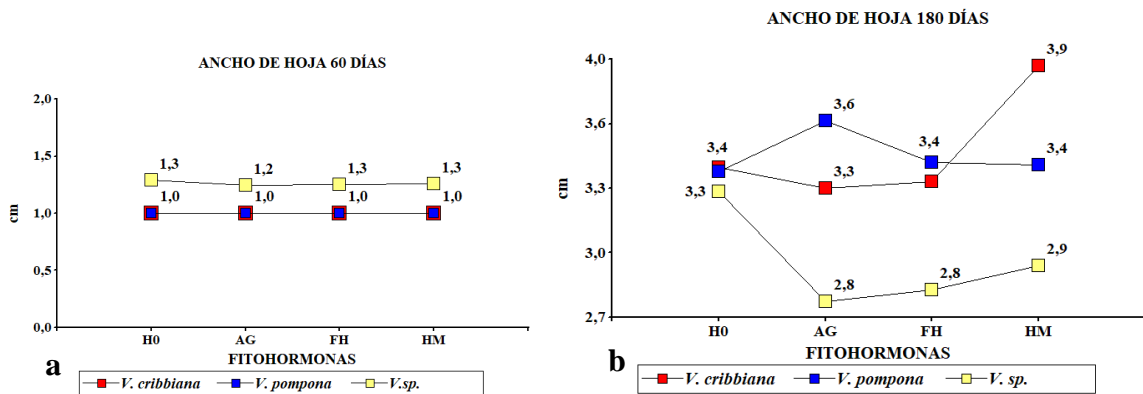 ANCHO DE HOJA 60 DÍAS
2,0
1,5
1,0
0,5
0,0
cm
1,3
1,2
1,3
1,3
1,0
1,0
1,0
1,0
H0
AG
FH
HM
FITOHORMONAS
a
V. cribbiana
V. pompona
V.sp.
ANCHO DE HOJA 180 DÍAS
4,0
3,6
3,3
3,0
2,7
cm
3,9
3,6
3,4
3,4
3,4
3,3
3,3
2,8
2,8
2,9
H0
AG
FH
HM
FITOHORMONAS
b
V. cribbiana
V. pompona
V. sp.